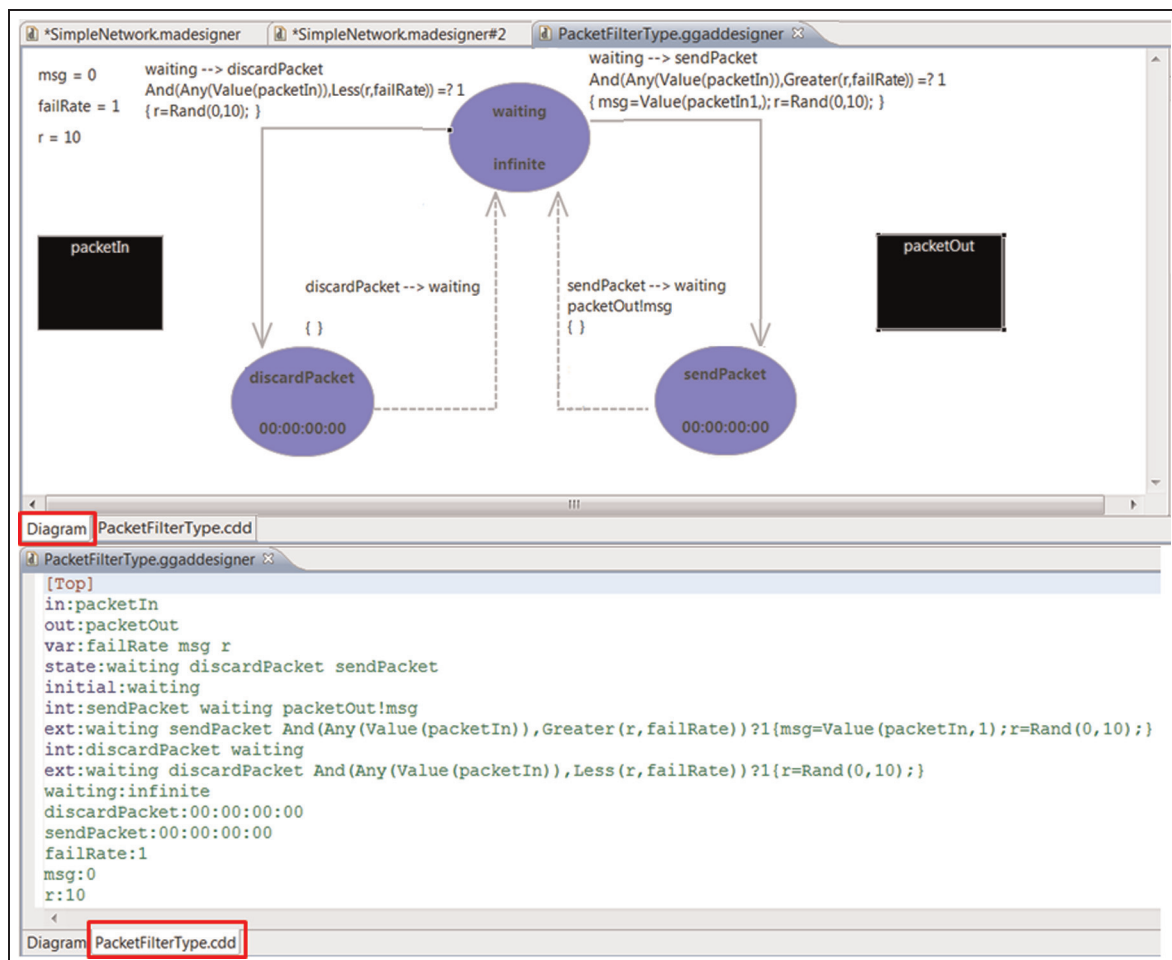 *SimpleNetwork.madesigner
*SimpleNetwork.madesigner#2
PacketFilterType.ggaddesigner
msg = 0
failRate = 1
r = 10
waiting --> discardPacket
And(Any(Value(packetIn)),Less(r,failRate)) =? 1
{ r=Rand(0,10); }
waiting --> sendPacket
And(Any(Value(packetIn)),Greater(r,failRate)) =? 1
{ msg=Value(packetIn1,); r=Rand(0,10); }
waiting
infinite
packetIn
packetOut
discardPacket --> waiting
{ }
sendPacket --> waiting
packetOut!msg
{ }
discardPacket
00:00:00:00
sendPacket
00:00:00:00
Diagram
PacketFilterType.cdd
PacketFilterType.ggaddesigner
[Top]
in:packetIn
out:packetOut
var:failRate msg r
state:waiting discardPacket sendPacket
initial:waiting
int:sendPacket waiting packetOut!msg
ext:waiting sendPacket And(Any(Value(packetIn)),Greater(r,failRate))?1{msg=Value(packetIn,1);r=Rand(0,10);}
int:discardPacket waiting
ext:waiting discardPacket And(Any(Value(packetIn)),Less(r,failRate))?1{r=Rand(0,10);}
waiting:infinite
discardPacket:00:00:00:00
sendPacket:00:00:00:00
failRate:1
msg:0
r:10
Diagram
PacketFilterType.cdd